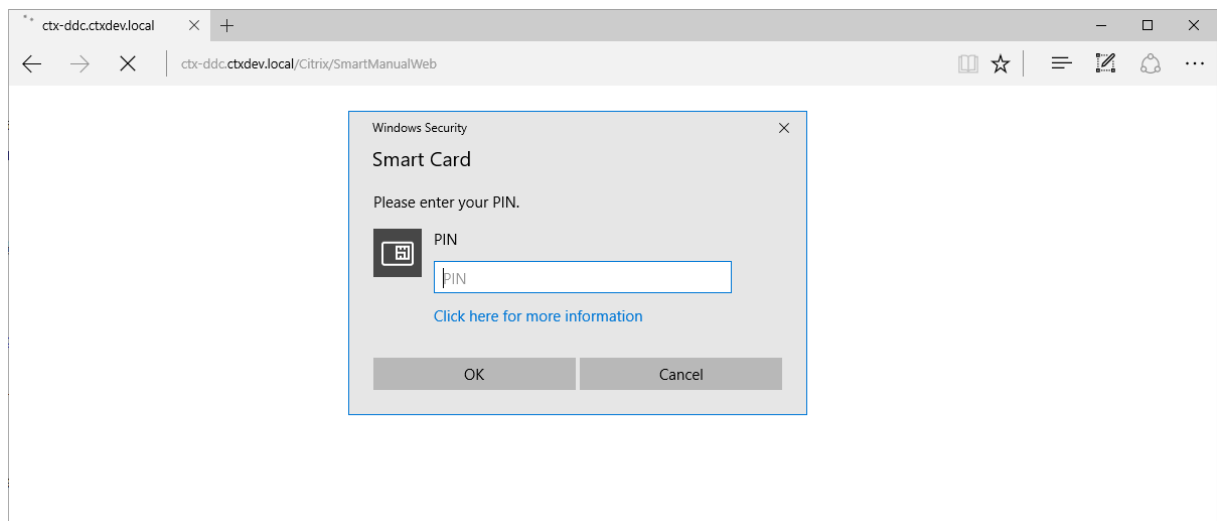 ctx-ddc.ctxdev.local
ctx-ddc.ctxdev.local/Citrix/SmartManualWeb
Windows Security
Smart Card
Please enter your PIN.
PIN
PIN
Click here for more information
OK Cancel